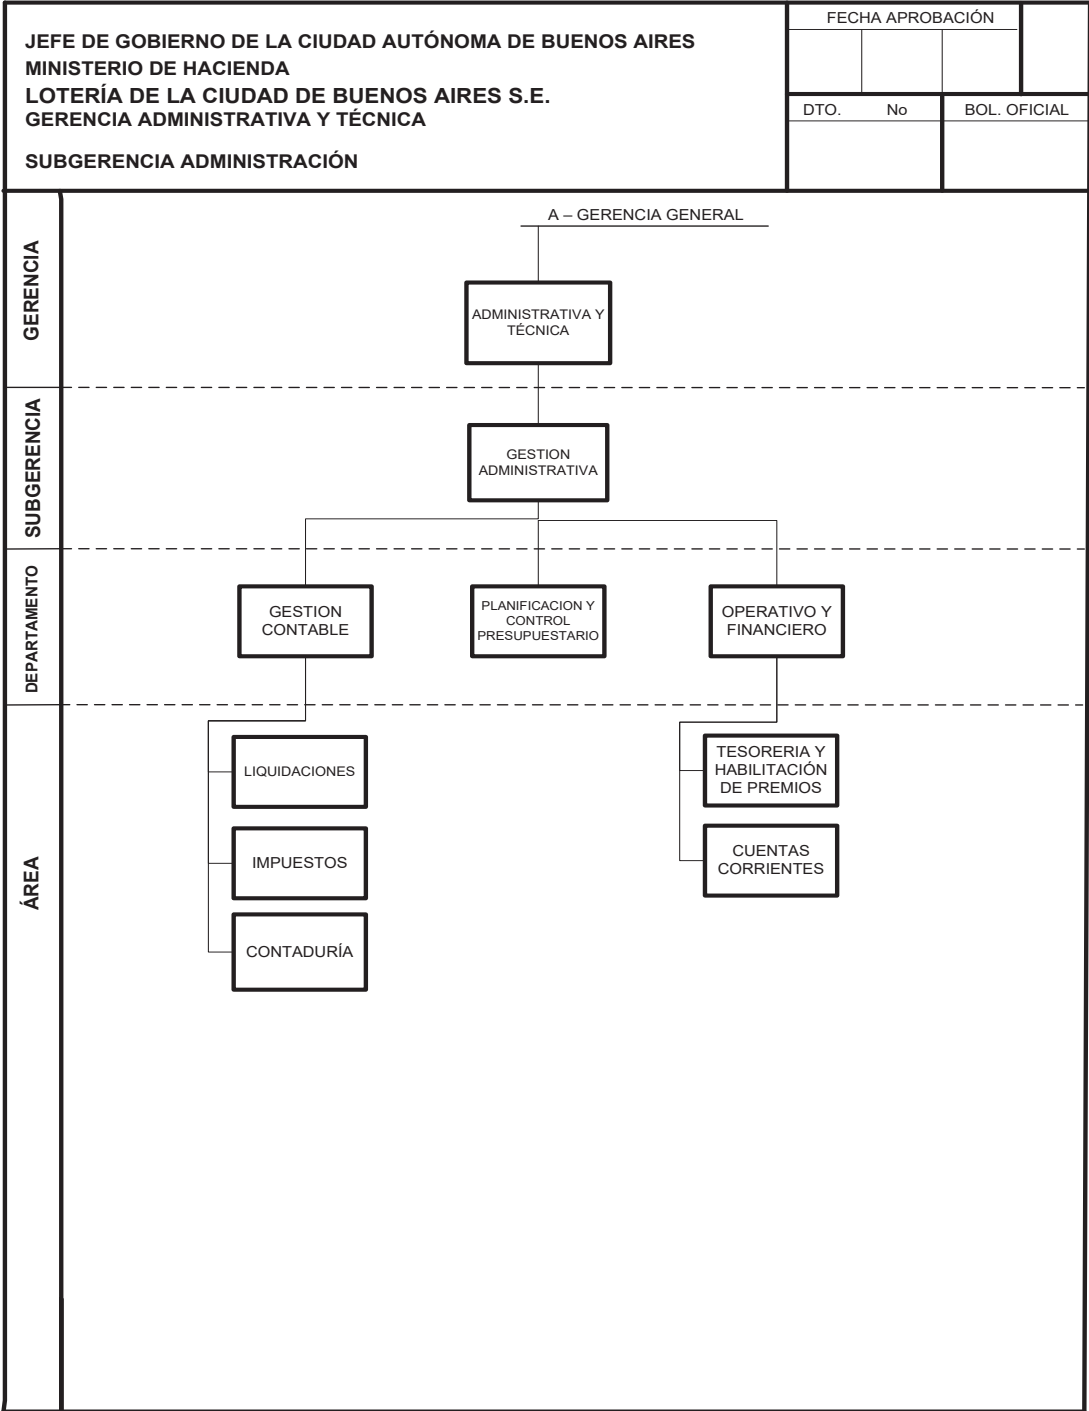 JEFE DE GOBIERNO DE LA CIUDAD AUTÓNOMA DE BUENOS AIRES
MINISTERIO DE HACIENDA
LOTERÍA DE LA CIUDAD DE BUENOS AIRES S.E.
GERENCIA ADMINISTRATIVA Y TÉCNICA
SUBGERENCIA ADMINISTRACIÓN
FECHA APROBACIÓN
DTO. No
BOL. OFICIAL
GERENCIA
A – GERENCIA GENERAL
ADMINISTRATIVA Y
TÉCNICA
SUBGERENCIA
GESTION
ADMINISTRATIVA
DEPARTAMENTO
GESTION
CONTABLE
PLANIFICACION Y
CONTROL
PRESUPUESTARIO
OPERATIVO Y
FINANCIERO
ÁREA
LIQUIDACIONES
IMPUESTOS
CONTADURÍA
TESORERIA Y
HABILITACIÓN
DE PREMIOS
CUENTAS
CORRIENTES